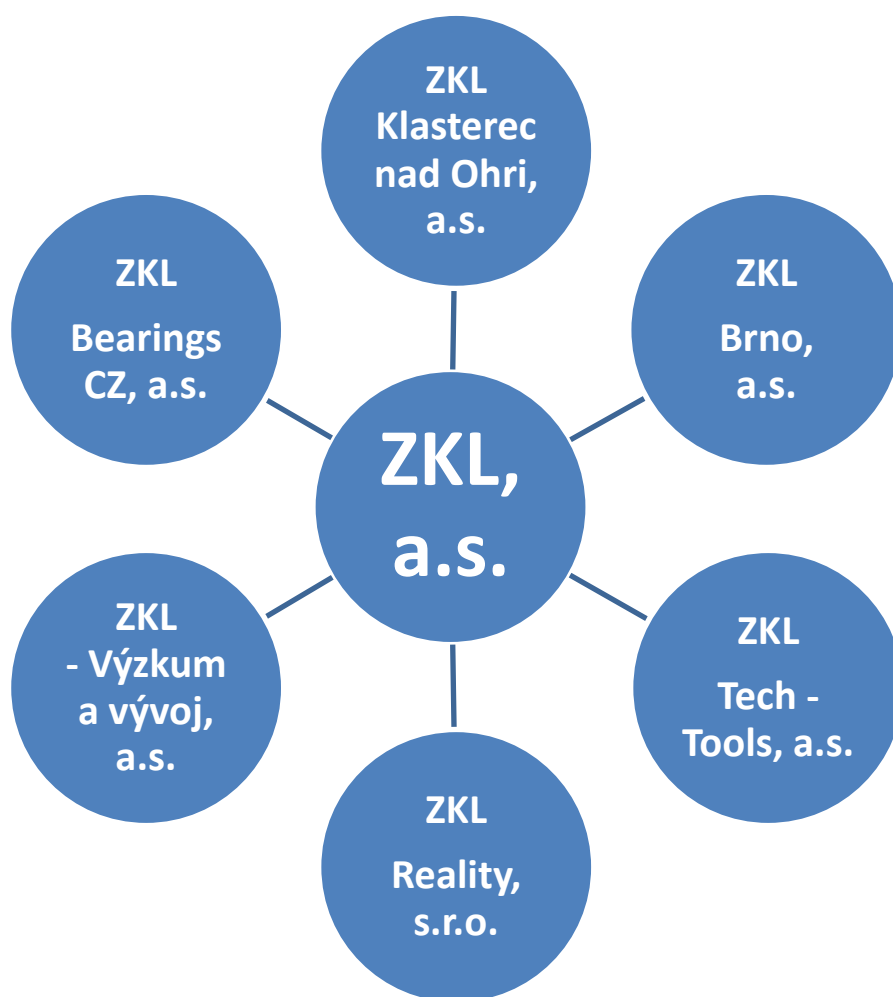 ZKL
Klasterec
nad Ohri,
a.s.
ZKL
Brno,
a.s.
ZKL
Tech -
Tools, a.s.
ZKL
Reality,
s.r.o.
ZKL
- Výzkum
a vývoj,
a.s.
ZKL
Bearings
CZ, a.s.
ZKL,
a.s.